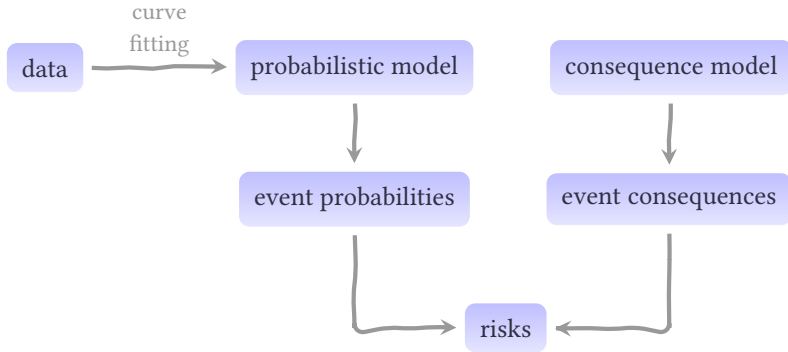 curve
fitting
data
probabilistic model
consequence model
event probabilities
event consequences
risks